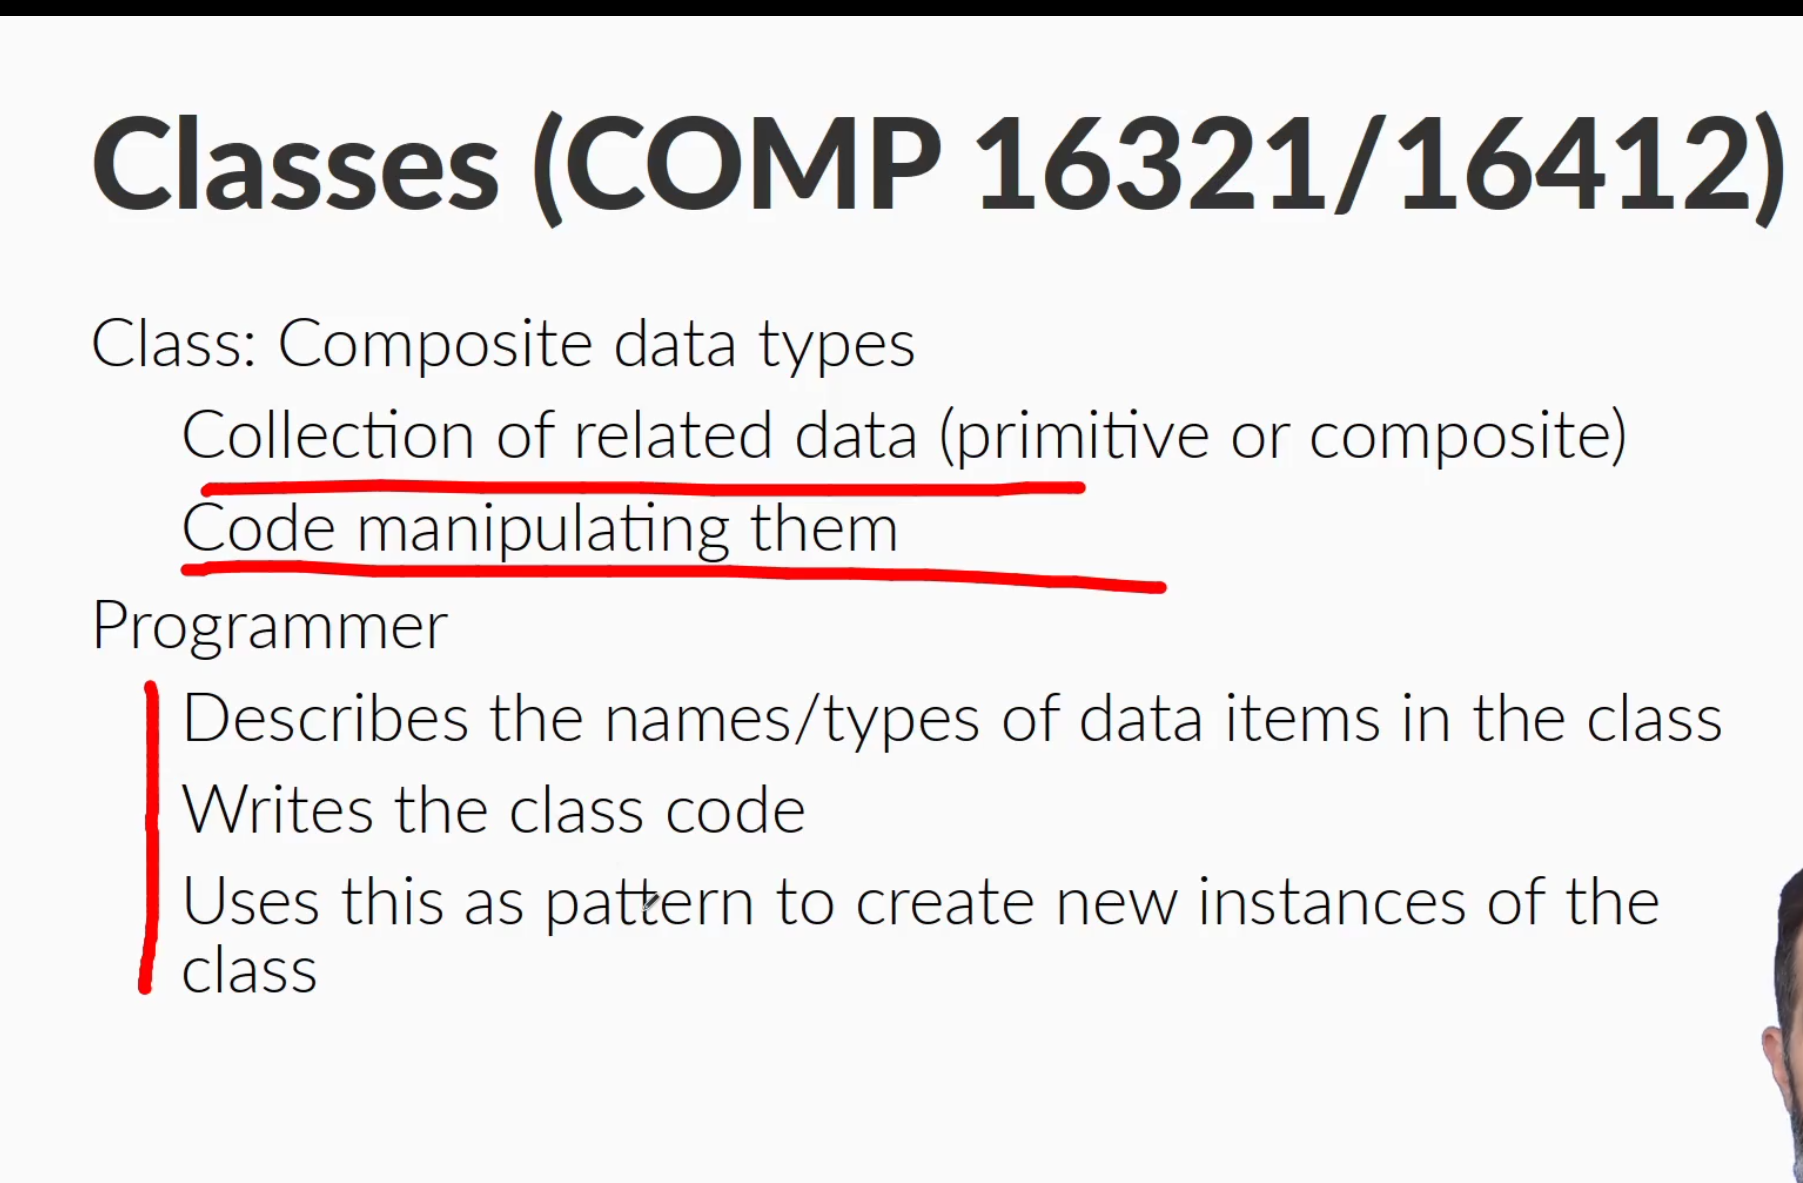 Classes (COMP 16321/16412)
Class: Composite data types
Collection of related data (primitive or composite)
Code manipulating them
Programmer
Describes the names/types of data items in the class
Writes the class code
Uses this as pattern to create new instances of the
class